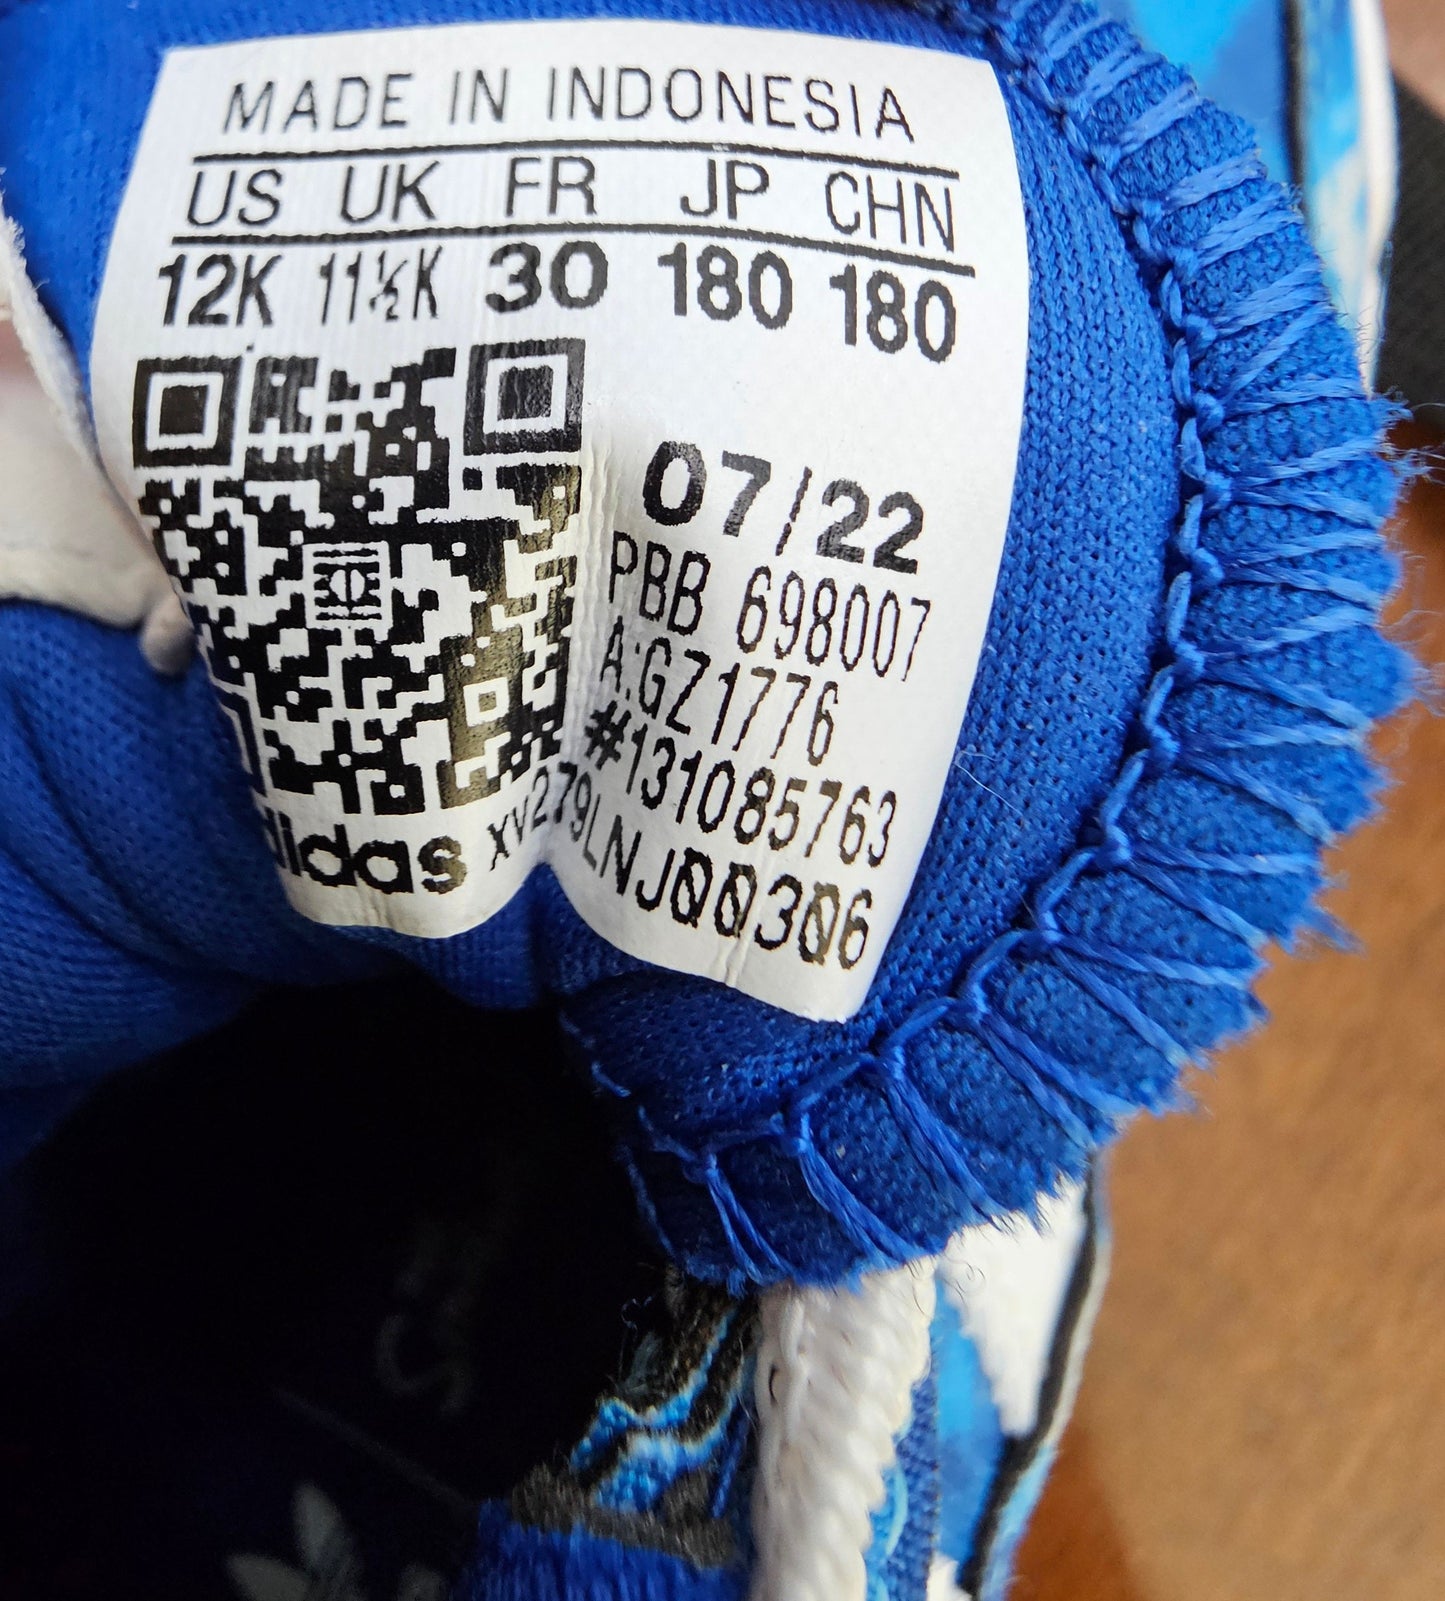 MADE IN INDONESIA
US UK FR JP CHN
12K 11½K 30 180 180
07/22
PBB 698007
A:GZ1776
#131085763
adidas XV279LNJ00306